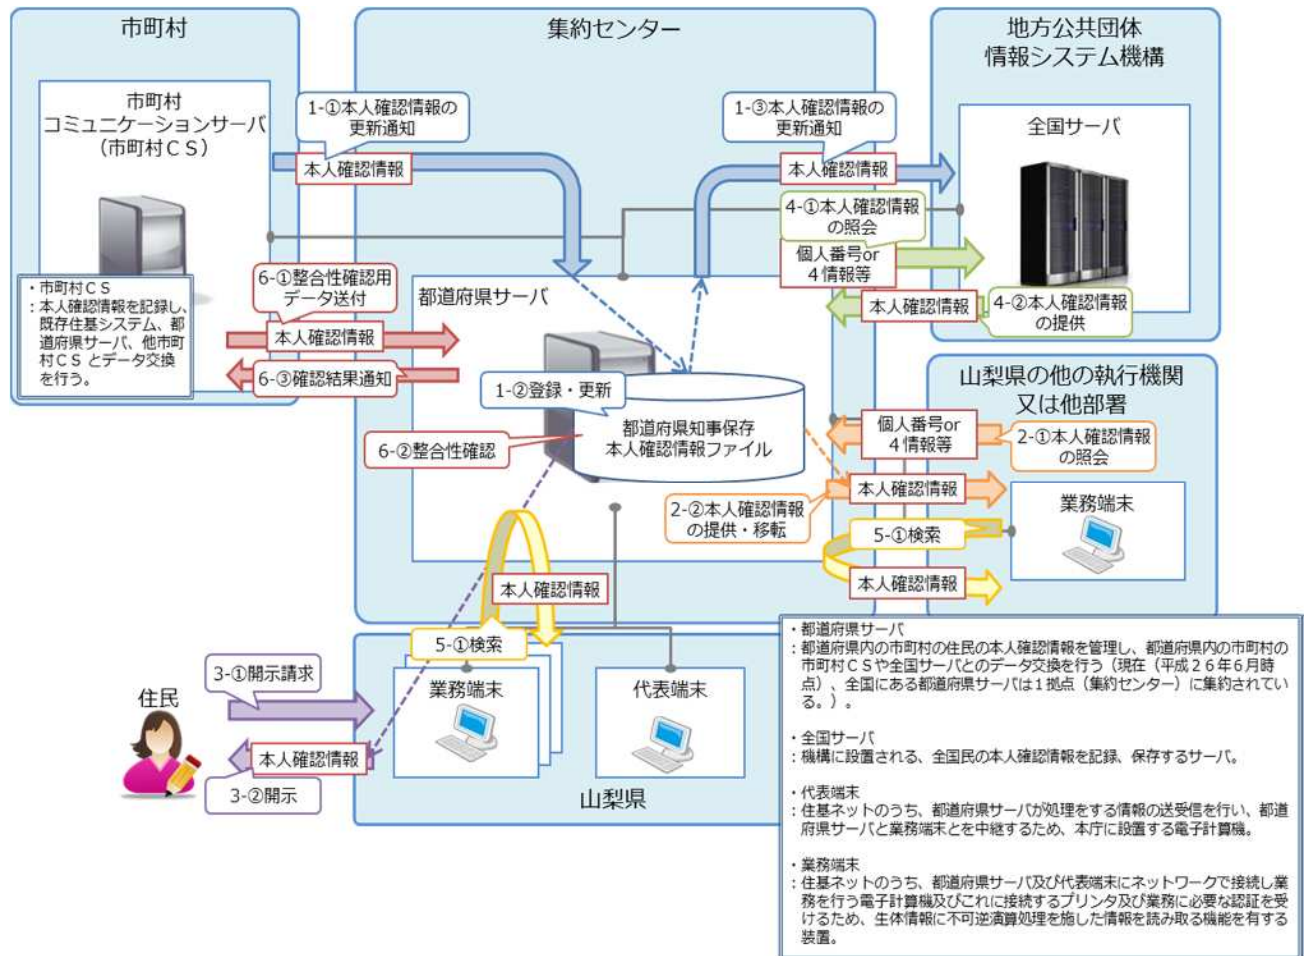 市町村
集約センター
地方公共団体
情報システム機構
市町村
コミュニケーションサーバ
(市町村CS)
1-①本人確認情報の
更新通知
本人確認情報
1-③本人確認情報の
更新通知
本人確認情報
全国サーバ
4-①本人確認情報
の照会
個人番号or
4情報等
本人確認情報
4-②本人確認情報
の提供
・市町村CS
:本人確認情報を記録し、
既存住基システム、都
道府県サーバ、他市町
村CS とデータ交換
を行う。
6-①整合性確認用
データ送付
本人確認情報
6-③確認結果通知
都道府県サーバ
1-②登録・更新
6-②整合性確認
都道府県知事保存
本人確認情報ファイル
山梨県の他の執行機関
又は他部署
個人番号or
4情報等
2-①本人確認情報
の照会
本人確認情報
2-②本人確認情報
の提供・移転
業務端末
5-①検索
本人確認情報
本人確認情報
5-①検索
業務端末
代表端末
山梨県
住民
3-①開示請求
本人確認情報
3-②開示
・都道府県サーバ
:都道府県内の市町村の住民の本人確認情報を管理し、都道府県内の市町村の
市町村CSや全国サーバとのデータ交換を行う(現在(平成26年6月時
点)、全国にある都道府県サーバは1拠点(集約センター)に集約されてい
る。)。
・全国サーバ
:機構に設置される、全国民の本人確認情報を記録、保存するサーバ。
・代表端末
:住基ネットのうち、都道府県サーバが処理をする情報の送受信を行い、都道
府県サーバと業務端末とを中継するため、本庁に設置する電子計算機。
・業務端末
:住基ネットのうち、都道府県サーバ及び代表端末にネットワークで接続し業
務を行う電子計算機及びこれに接続するプリンタ及び業務に必要な認証を受
けるため、生体情報に不可逆演算処理を施した情報を読み取る機能を有する
装置。